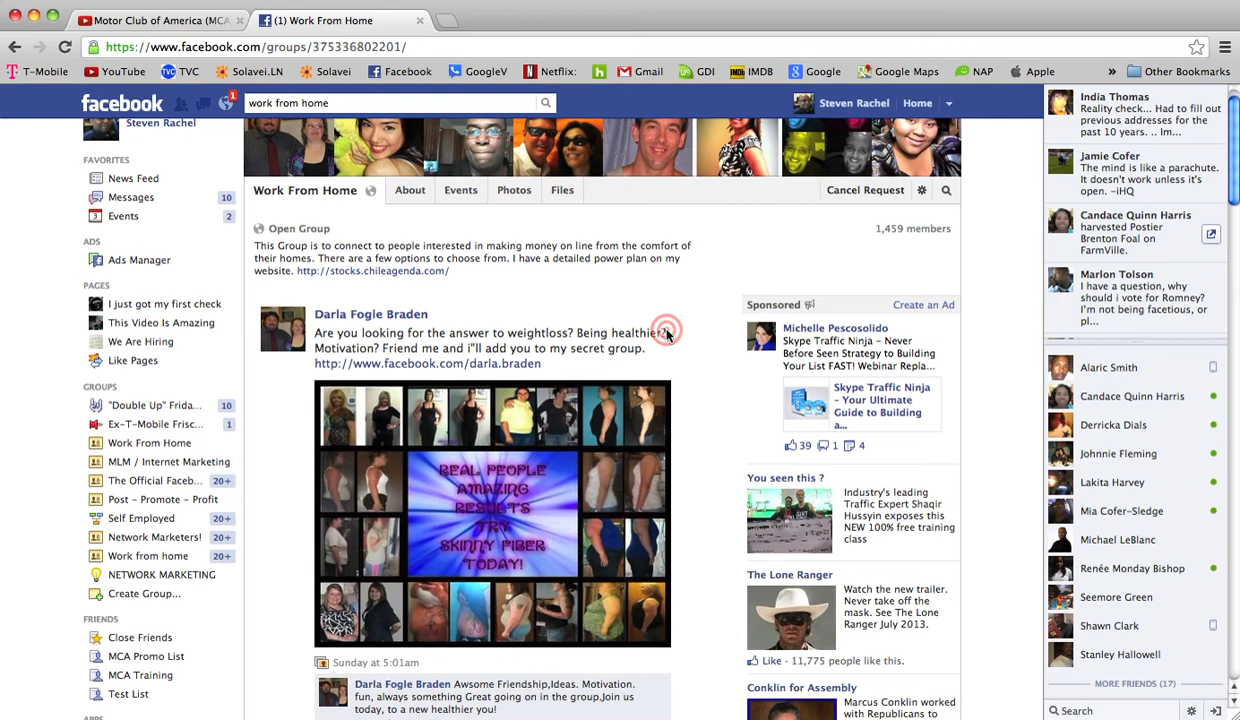 Motor Club of America (MCA
(1) Work From Home
https://www.facebook.com/groups/375336802201/
T-Mobile
YouTube
TVC
Solavei.LN
Solavei
Facebook
GoogleV
Netflix:
h
Gmail
GDI
IMDB
Google
Google Maps
NAP
Apple
»
Other Bookmarks
facebook
1
work from home
Steven Rachel
Home
Steven Rachel
FAVORITES
News Feed
Messages 10
Events 2
ADS
Ads Manager
PAGES
I just got my first check
This Video Is Amazing
We Are Hiring
Like Pages
GROUPS
"Double Up" Frida... 10
Ex-T-Mobile Frisc... 1
Work From Home
MLM / Internet Marketing
The Official Faceb... 20+
Post - Promote - Profit
Self Employed 20+
Network Marketers! 20+
Work from home 20+
NETWORK MARKETING
Create Group...
FRIENDS
Close Friends
MCA Promo List
MCA Training
Test List
APPS
Work From Home
About
Events
Photos
Files
Cancel Request
Open Group
1,459 members
This Group is to connect to people interested in making money on line from the comfort of
their homes. There are a few options to choose from. I have a detailed power plan on my
website. http://stocks.chileagenda.com/
Darla Fogle Braden
Are you looking for the answer to weightloss? Being healthier?
Motivation? Friend me and i"ll add you to my secret group.
http://www.facebook.com/darla.braden
REAL PEOPLE
AMAZING
RESULTS
TRY
SKINNY FIBER
TODAY!
Sunday at 5:01am
Darla Fogle Braden Awsome Friendship,Ideas. Motivation.
fun, always something Great going on in the group,Join us
today, to a new healthier you!
Sponsored
Create an Ad
Michelle Pescosolido
Skype Traffic Ninja - Never
Before Seen Strategy to Building
Your List FAST! Webinar Repla...
Skype Traffic Ninja
- Your Ultimate
Guide to Building
a...
39 1 4
You seen this ?
Industry's leading
Traffic Expert Shaqir
Hussyin exposes this
NEW 100% free training
class
The Lone Ranger
Watch the new trailer.
Never take off the
mask. See The Lone
Ranger July 2013.
Like · 11,775 people like this.
Conklin for Assembly
Marcus Conklin worked
with Republicans to
India Thomas
Reality check... Had to fill out
previous addresses for the
past 10 years. .. Im...
Jamie Cofer
The mind is like a parachute.
It doesn't work unless it's
open. -iHQ
Candace Quinn Harris
harvested Postier
Brenton Foal on
FarmVille.
Marlon Tolson
I have a question, why
should i vote for Romney?
I'm not being facetious, or
pl...
Alaric Smith
Candace Quinn Harris
Derricka Dials
Johnnie Fleming
Lakita Harvey
Mia Cofer-Sledge
Michael LeBlanc
Renée Monday Bishop
Seemore Green
Shawn Clark
Stanley Hallowell
MORE FRIENDS (17)
Search